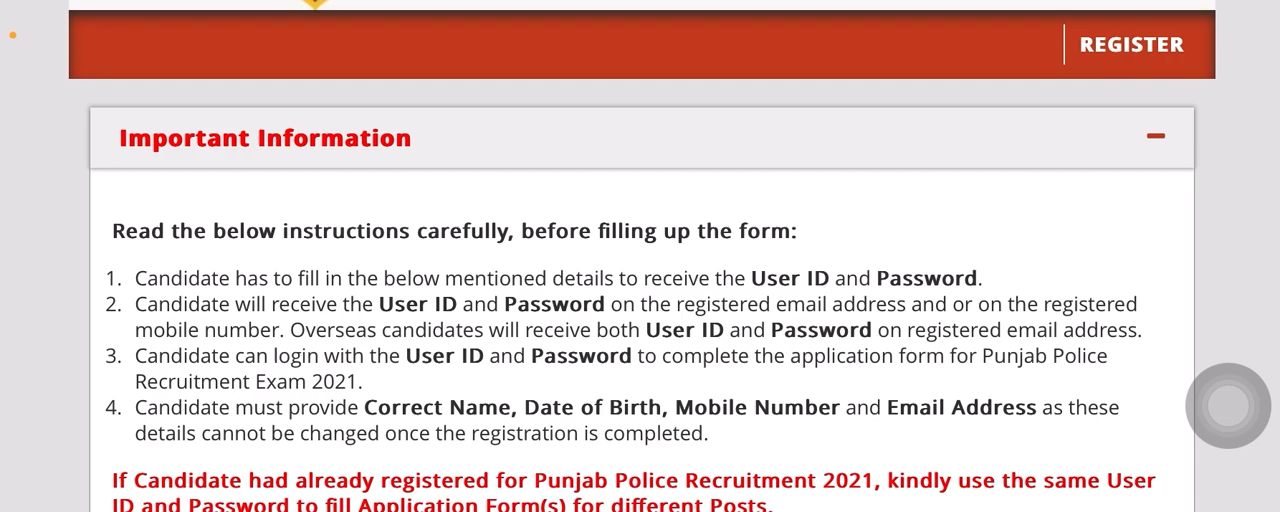 REGISTER
Important Information
Read the below instructions carefully, before filling up the form:
1. Candidate has to fill in the below mentioned details to receive the User ID and Password.
2. Candidate will receive the User ID and Password on the registered email address and or on the registered
mobile number. Overseas candidates will receive both User ID and Password on registered email address.
3. Candidate can login with the User ID and Password to complete the application form for Punjab Police
Recruitment Exam 2021.
4. Candidate must provide Correct Name, Date of Birth, Mobile Number and Email Address as these
details cannot be changed once the registration is completed.
If Candidate had already registered for Punjab Police Recruitment 2021, kindly use the same User
ID and Password to fill Application Form(s) for different Posts.